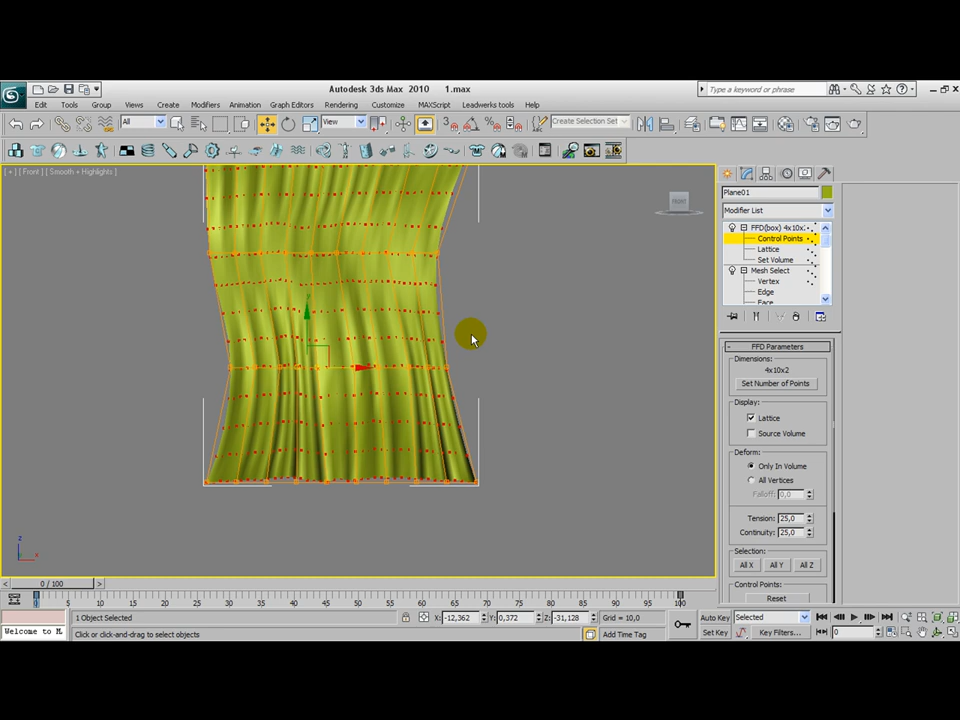 Autodesk 3ds Max 2010 1.max
Type a keyword or phrase
Edit Tools Group Views Create Modifiers Animation Graph Editors Rendering Customize MAXScript Leadwerks tools Help
All View Create Selection Set
[ + ] [ Front ] [ Smooth + Highlights ]
FRONT
Plane01
Modifier List
FFD(box) 4x10x2
Control Points
Lattice
Set Volume
Mesh Select
Vertex
Edge
Face
- FFD Parameters
Dimensions:
4x10x2
Set Number of Points
Display:
Lattice
Source Volume
Deform:
Only In Volume
All Vertices
Falloff: 0,0
Tension: 25,0
Continuity: 25,0
Selection:
All X All Y All Z
Control Points:
Reset
z
x
< 0 / 100 >
0 5 10 15 20 25 30 35 40 45 50 55 60 65 70 75 80 85 90 95 100
1 Object Selected X: -12,362 Y: 0,372 Z: -31,128 Grid = 10,0 Auto Key Selected
Welcome to M Click or click-and-drag to select objects Add Time Tag Set Key Key Filters... 0